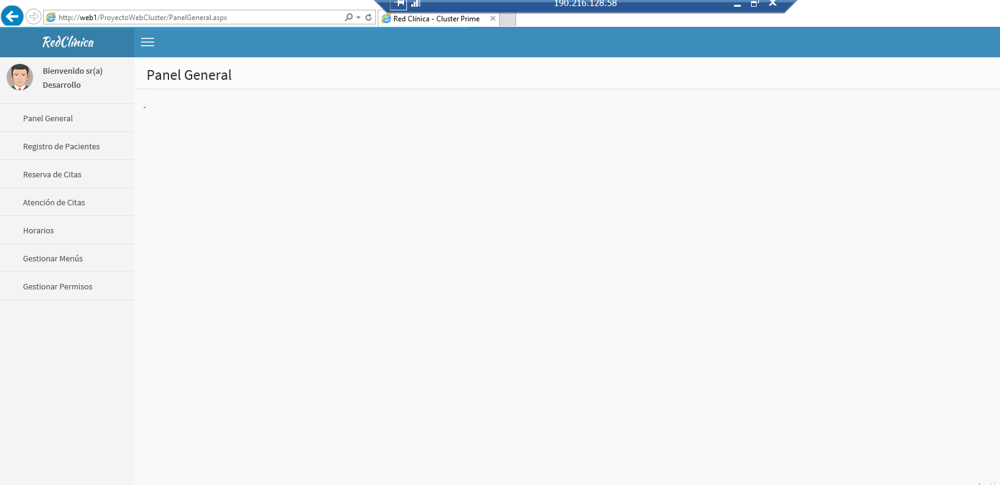 190.216.128.58
http://web1/ProyectoWebCluster/PanelGeneral.aspx
Red Clínica - Cluster Prime
RedClínica
Bienvenido sr(a)
Desarrollo
Panel General
-
Panel General
Registro de Pacientes
Reserva de Citas
Atención de Citas
Horarios
Gestionar Menús
Gestionar Permisos